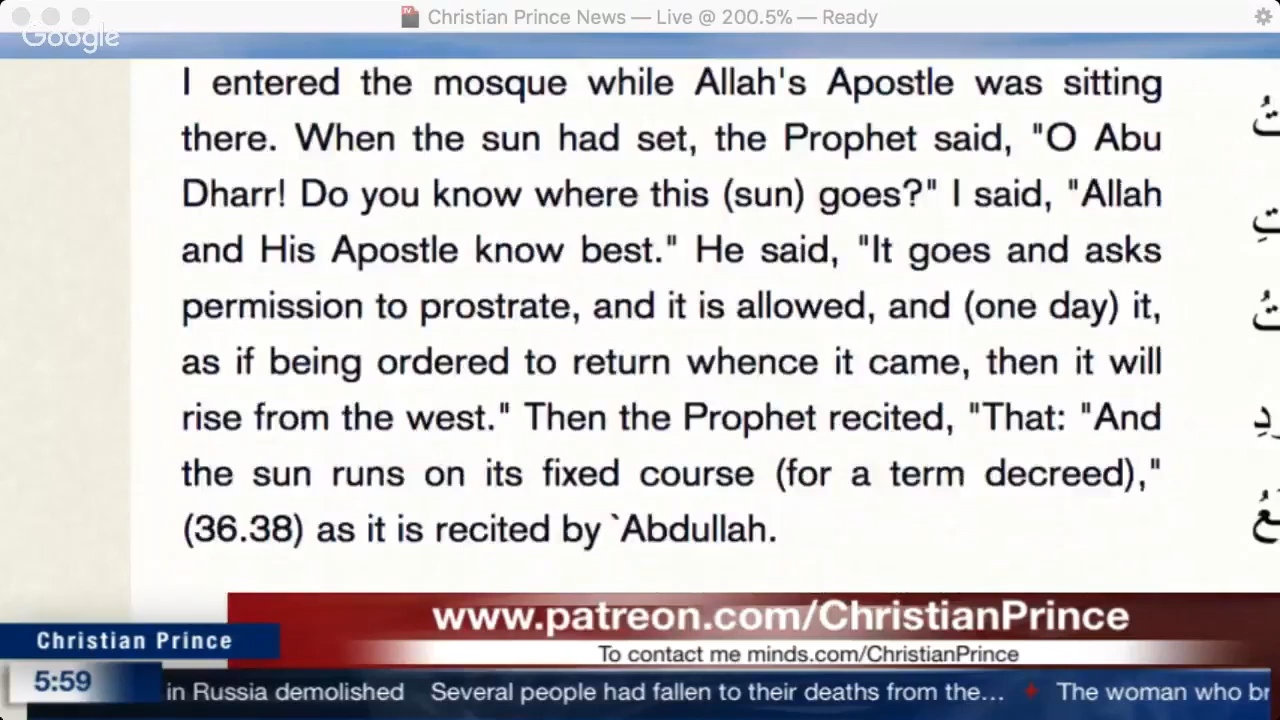 Christian Prince News — Live @ 200.5% — Ready
Google
I entered the mosque while Allah's Apostle was sitting
there. When the sun had set, the Prophet said, "O Abu
Dharr! Do you know where this (sun) goes?" I said, "Allah
and His Apostle know best." He said, "It goes and asks
permission to prostrate, and it is allowed, and (one day) it,
as if being ordered to return whence it came, then it will
rise from the west." Then the Prophet recited, "That: "And
the sun runs on its fixed course (for a term decreed),"
(36.38) as it is recited by `Abdullah.
www.patreon.com/ChristianPrince
Christian Prince
To contact me minds.com/ChristianPrince
5:59
in Russia demolished Several people had fallen to their deaths from the... The woman who